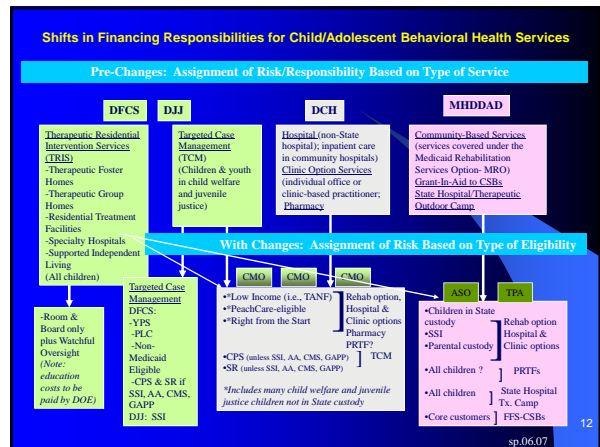 Shifts in Financing Responsibilities for Child/Adolescent Behavioral Health Services
Pre-Changes: Assignment of Risk/Responsibility Based on Type of Service
DFCS
DJJ
DCH
MHDDAD
Therapeutic Residential
Intervention Services
(TRIS)
-Therapeutic Foster
Homes
-Therapeutic Group
Homes
-Residential Treatment
Facilities
-Specialty Hospitals
-Supported Independent
Living
(All children)
Targeted Case
Management
(TCM)
(Children & youth
in child welfare
and juvenile
justice)
Hospital (non-State
hospital); inpatient care
in community hospitals)
Clinic Option Services
(individual office or
clinic-based practitioner;
Pharmacy
Community-Based Services
(services covered under the
Medicaid Rehabilitation
Services Option- MRO)
Grant-In-Aid to CSBs
State Hospital/Therapeutic
Outdoor Camp
With Changes: Assignment of Risk Based on Type of Eligibility
-Room &
Board only
plus Watchful
Oversight
(Note:
education
costs to be
paid by DOE)
Targeted Case
Management
DFCS:
-YPS
-PLC
-Non-
Medicaid
Eligible
-CPS & SR if
SSI, AA, CMS,
GAPP
DJJ: SSI
CMO
CMO
CMO
•*Low Income (i.e., TANF)
•*PeachCare-eligible
•*Right from the Start
Rehab option,
Hospital &
Clinic options
Pharmacy
PRTF?
•CPS (unless SSI, AA, CMS, GAPP)
•SR (unless SSI, AA, CMS, GAPP)
] TCM
*Includes many child welfare and juvenile
justice children not in State custody
ASO
TPA
•Children in State
custody
•SSI
•Parental custody
Rehab option
Hospital &
Clinic options
•All children ? ] PRTFs
•All children ] State Hospital
Tx. Camp
•Core customers ] FFS-CSBs
12
sp.06.07